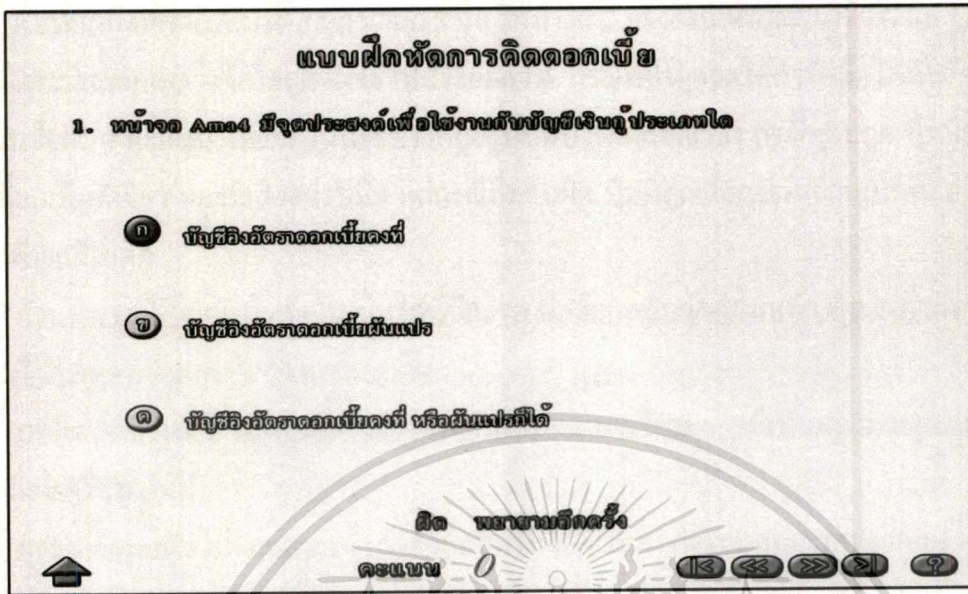 แบบฝึกหัดการคิดดอกเบี้ย
1. หน้าจอ Ama4 มีจุดประสงค์เพื่อใช้งานกับบัญชีเงินกู้ประเภทใด
ก บัญชีอิงอัตราดอกเบี้ยคงที่
ข บัญชีอิงอัตราดอกเบี้ยผันแปร
ค บัญชีอิงอัตราดอกเบี้ยคงที่ หรือผันแปรก็ได้
ผิด พยายามอีกครั้ง
คะแนน 0
?